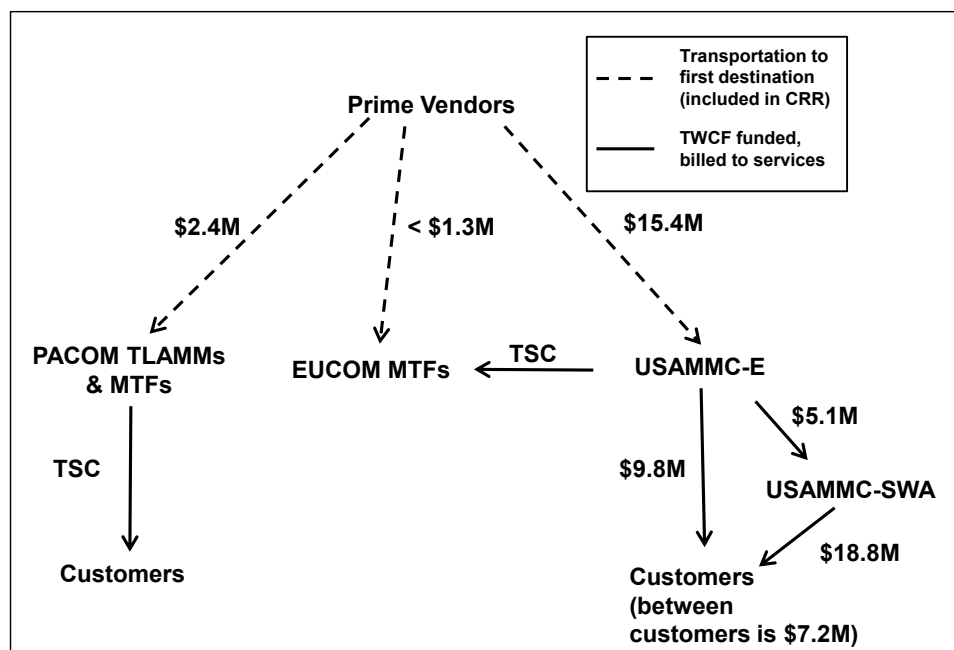 Transportation to
first destination
(included in CRR)
TWCF funded,
billed to services
Prime Vendors
$2.4M
< $1.3M
$15.4M
PACOM TLAMMs
& MTFs
EUCOM MTFs
TSC
USAMMC-E
TSC
$9.8M
$5.1M
USAMMC-SWA
$18.8M
Customers
Customers
(between
customers is $7.2M)